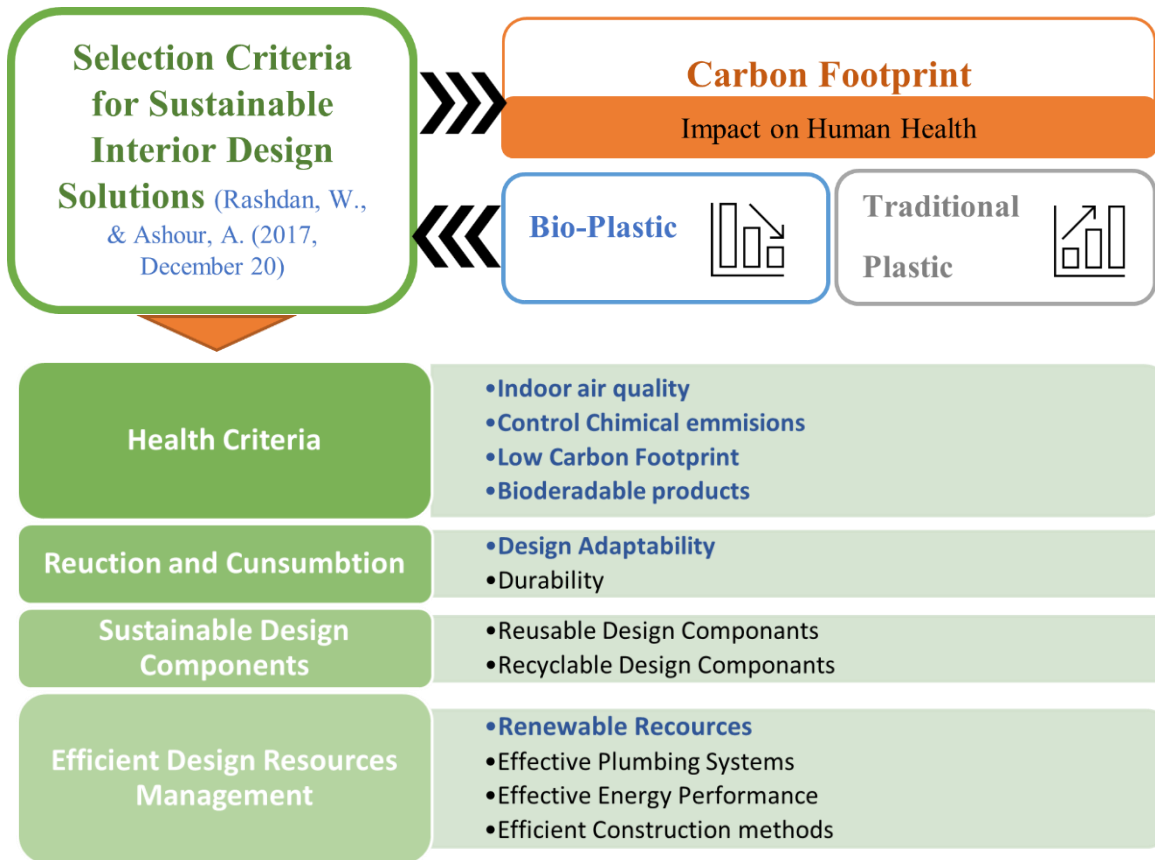 Selection Criteria
for Sustainable
Interior Design
Solutions (Rashdan, W.,
& Ashour, A. (2017,
December 20)
Carbon Footprint
Impact on Human Health
Bio-Plastic
Traditional
Plastic
Health Criteria
•Indoor air quality
•Control Chimical emmisions
•Low Carbon Footprint
•Bioderadable products
Reuction and Cunsumbtion
•Design Adaptability
•Durability
Sustainable Design
Components
•Reusable Design Componants
•Recyclable Design Componants
Efficient Design Resources
Management
•Renewable Recources
•Effective Plumbing Systems
•Effective Energy Performance
•Efficient Construction methods